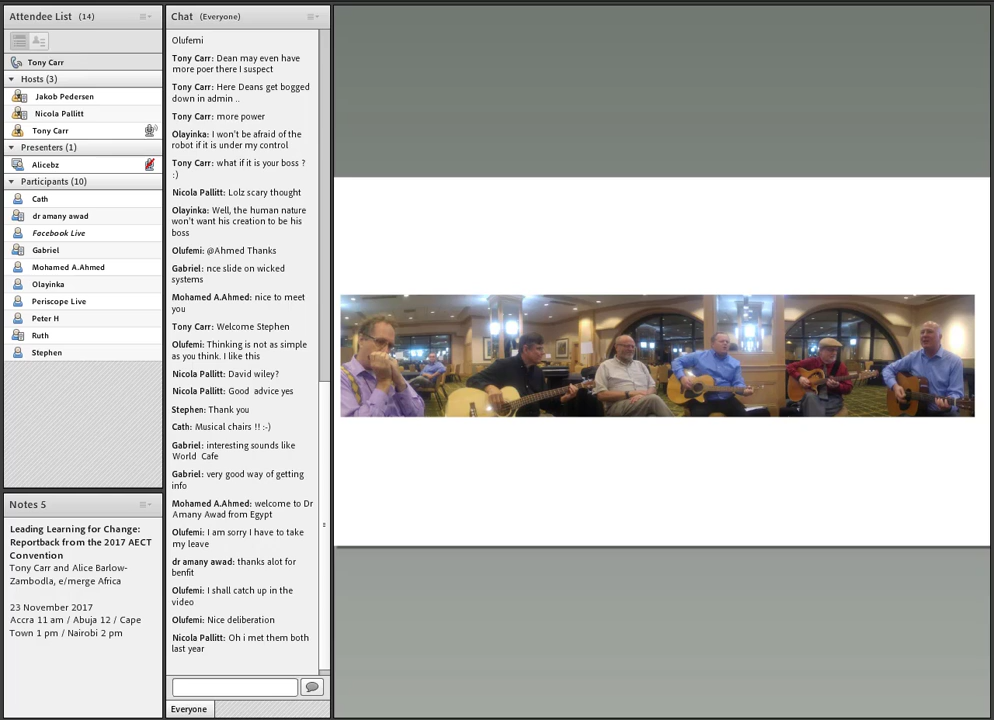 Attendee List (14)
Tony Carr
Hosts (3)
Jakob Pedersen
Nicola Pallitt
Tony Carr
Presenters (1)
Alicebz
Participants (10)
Cath
dr amany awad
Facebook Live
Gabriel
Mohamed A.Ahmed
Olayinka
Periscope Live
Peter H
Ruth
Stephen
Notes 5
Leading Learning for Change:
Reportback from the 2017 AECT
Convention
Tony Carr and Alice Barlow-
Zambodla, e/merge Africa
23 November 2017
Accra 11 am / Abuja 12 / Cape
Town 1 pm / Nairobi 2 pm
Chat (Everyone)
Olufemi
Tony Carr: Dean may even have
more poer there I suspect
Tony Carr: Here Deans get bogged
down in admin ..
Tony Carr: more power
Olayinka: I won't be afraid of the
robot if it is under my control
Tony Carr: what if it is your boss ?
:)
Nicola Pallitt: Lolz scary thought
Olayinka: Well, the human nature
won't want his creation to be his
boss
Olufemi: @Ahmed Thanks
Gabriel: nce slide on wicked
systems
Mohamed A.Ahmed: nice to meet
you
Tony Carr: Welcome Stephen
Olufemi: Thinking is not as simple
as you think. I like this
Nicola Pallitt: David wiley?
Nicola Pallitt: Good advice yes
Stephen: Thank you
Cath: Musical chairs !! :-)
Gabriel: interesting sounds like
World Cafe
Gabriel: very good way of getting
info
Mohamed A.Ahmed: welcome to Dr
Amany Awad from Egypt
Olufemi: I am sorry I have to take
my leave
dr amany awad: thanks alot for
benfit
Olufemi: I shall catch up in the
video
Olufemi: Nice deliberation
Nicola Pallitt: Oh i met them both
last year
Everyone